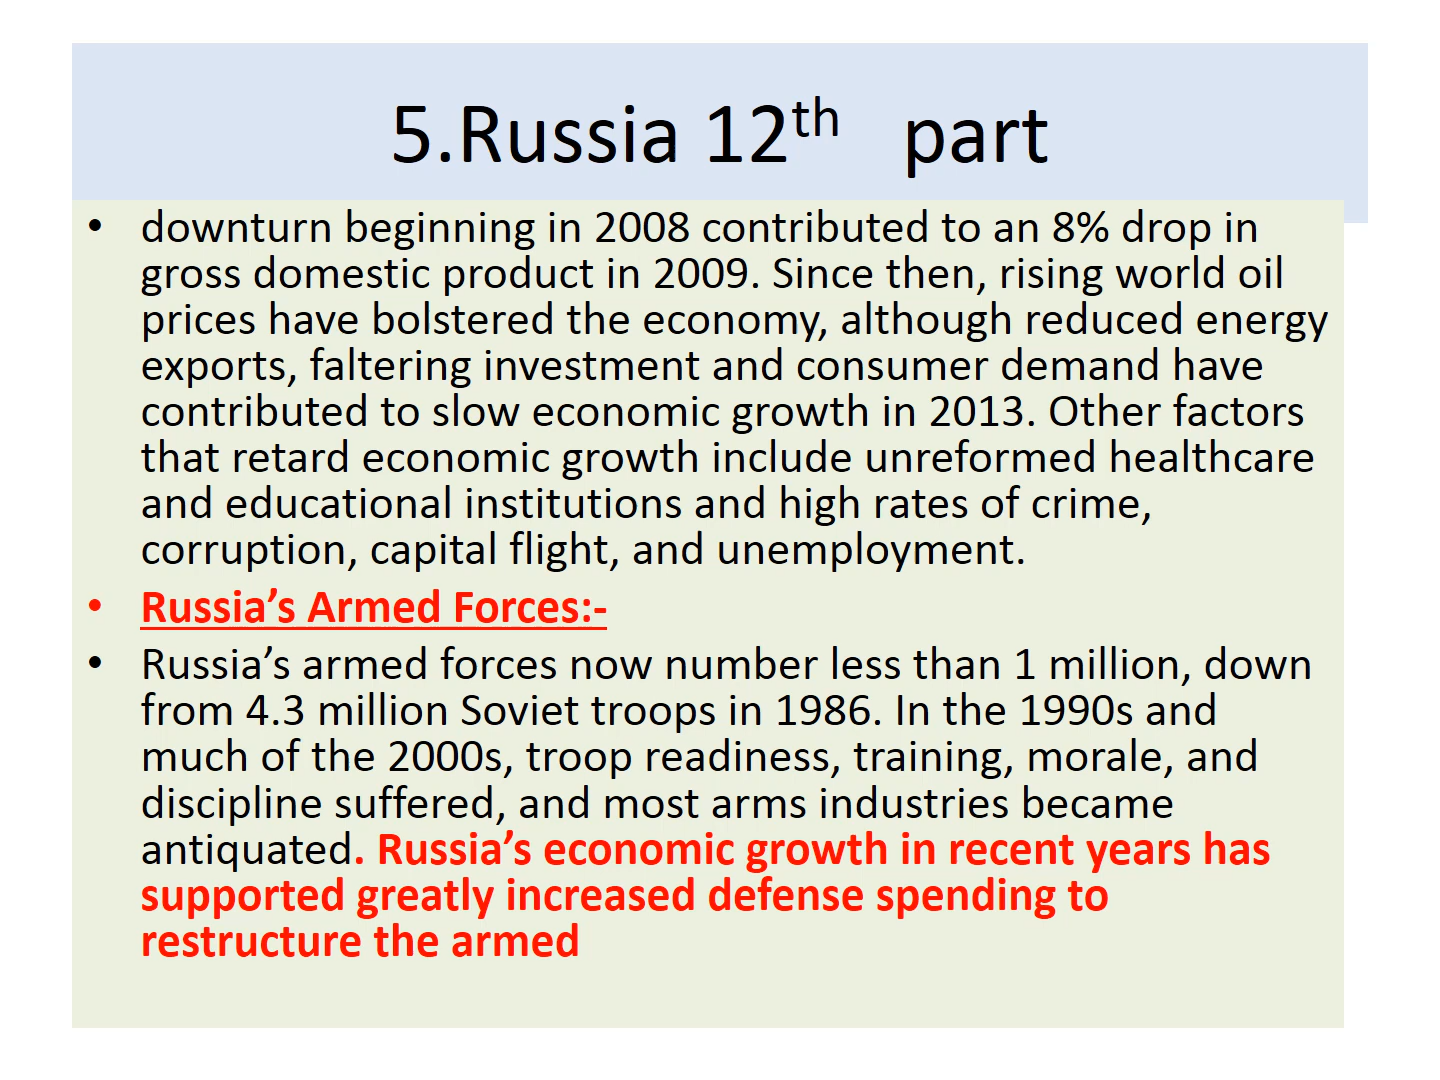 5.Russia 12th part
• downturn beginning in 2008 contributed to an 8% drop in
gross domestic product in 2009. Since then, rising world oil
prices have bolstered the economy, although reduced energy
exports, faltering investment and consumer demand have
contributed to slow economic growth in 2013. Other factors
that retard economic growth include unreformed healthcare
and educational institutions and high rates of crime,
corruption, capital flight, and unemployment.
• Russia’s Armed Forces:-
• Russia’s armed forces now number less than 1 million, down
from 4.3 million Soviet troops in 1986. In the 1990s and
much of the 2000s, troop readiness, training, morale, and
discipline suffered, and most arms industries became
antiquated. Russia’s economic growth in recent years has
supported greatly increased defense spending to
restructure the armed